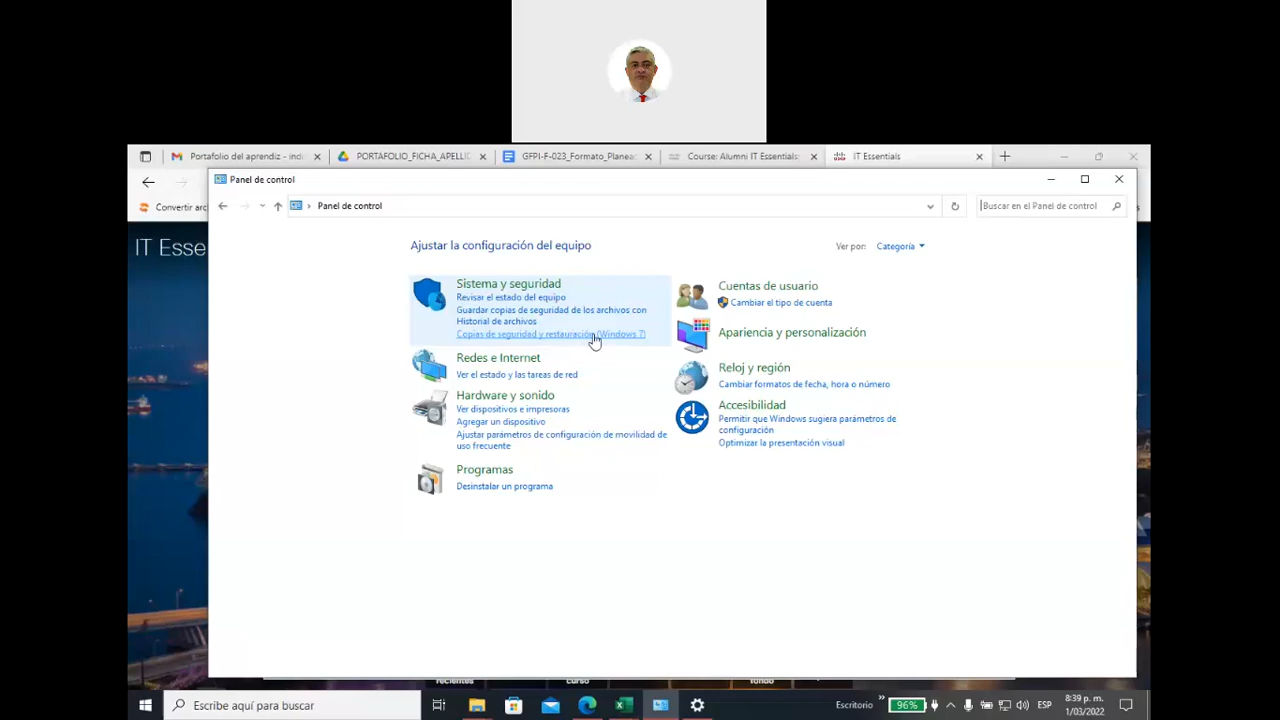 Portafolio del aprendiz - ind
PORTAFOLIO_FICHA_APELLI
GFPI-F-023_Formato_Planea
Course: Alumni IT Essentials
IT Essentials
Panel de control
Convertir arc
Panel de control
Buscar en el Panel de control
IT Esse
Ajustar la configuración del equipo
Ver por:
Categoría
Sistema y seguridad
Revisar el estado del equipo
Guardar copias de seguridad de los archivos con
Historial de archivos
Copias de seguridad y restauración (Windows 7)
Redes e Internet
Ver el estado y las tareas de red
Hardware y sonido
Ver dispositivos e impresoras
Agregar un dispositivo
Ajustar parámetros de configuración de movilidad de
uso frecuente
Programas
Desinstalar un programa
Cuentas de usuario
Cambiar el tipo de cuenta
Apariencia y personalización
Reloj y región
Cambiar formatos de fecha, hora o número
Accesibilidad
Permitir que Windows sugiera parámetros de
configuración
Optimizar la presentación visual
recientes
curso
fondo
Escribe aquí para buscar
Escritorio
96%
ESP
8:39 p. m.
1/03/2022